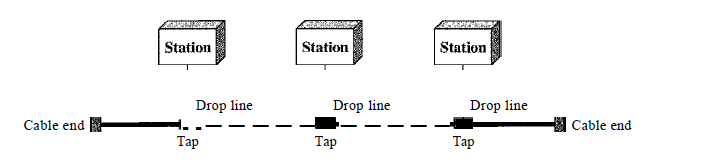 Station Station Station
Drop line Drop line Drop line
Cable end Cable end
Tap Tap Tap